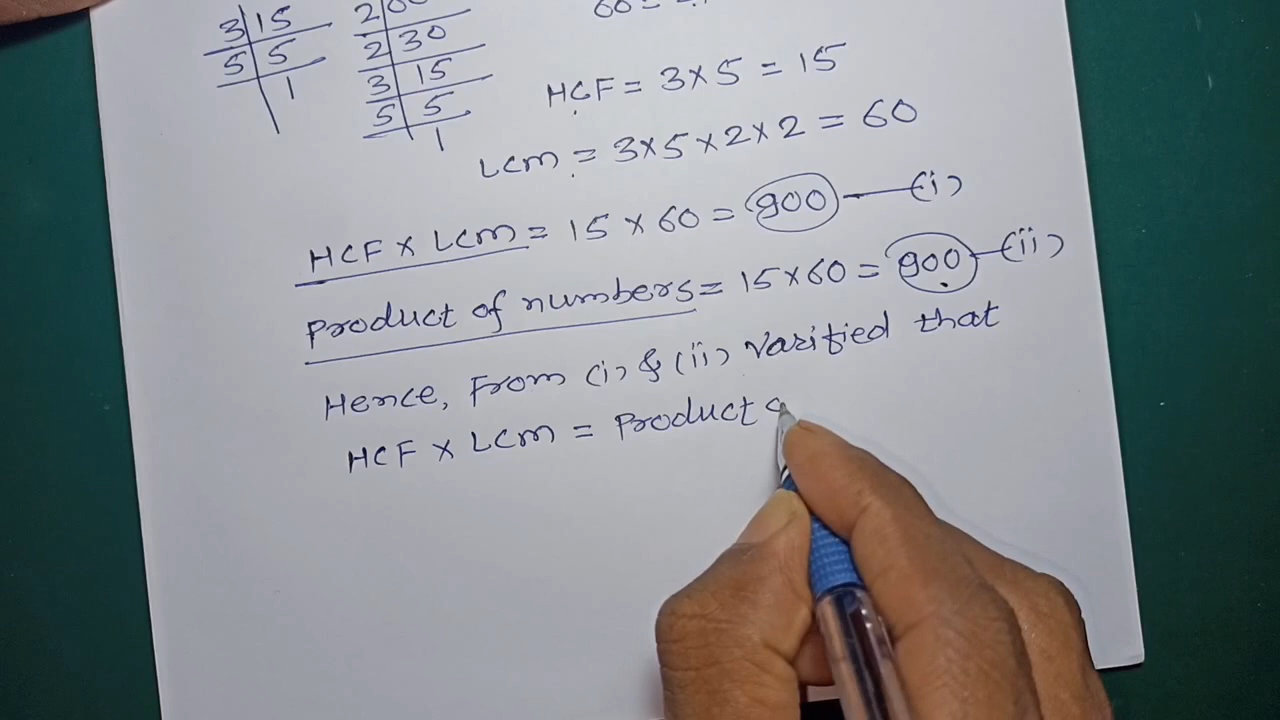 3 15
5 5
1
2
2 30
3 15
5 5
1
60 =
HCF = 3×5 = 15
LCM = 3×5×2×2 = 60
HCF × LCM = 15 × 60 = 900 — (i)
Product of numbers = 15×60 = 900 — (ii)
Hence, From (i) & (ii) varified that
HCF × LCM = Product